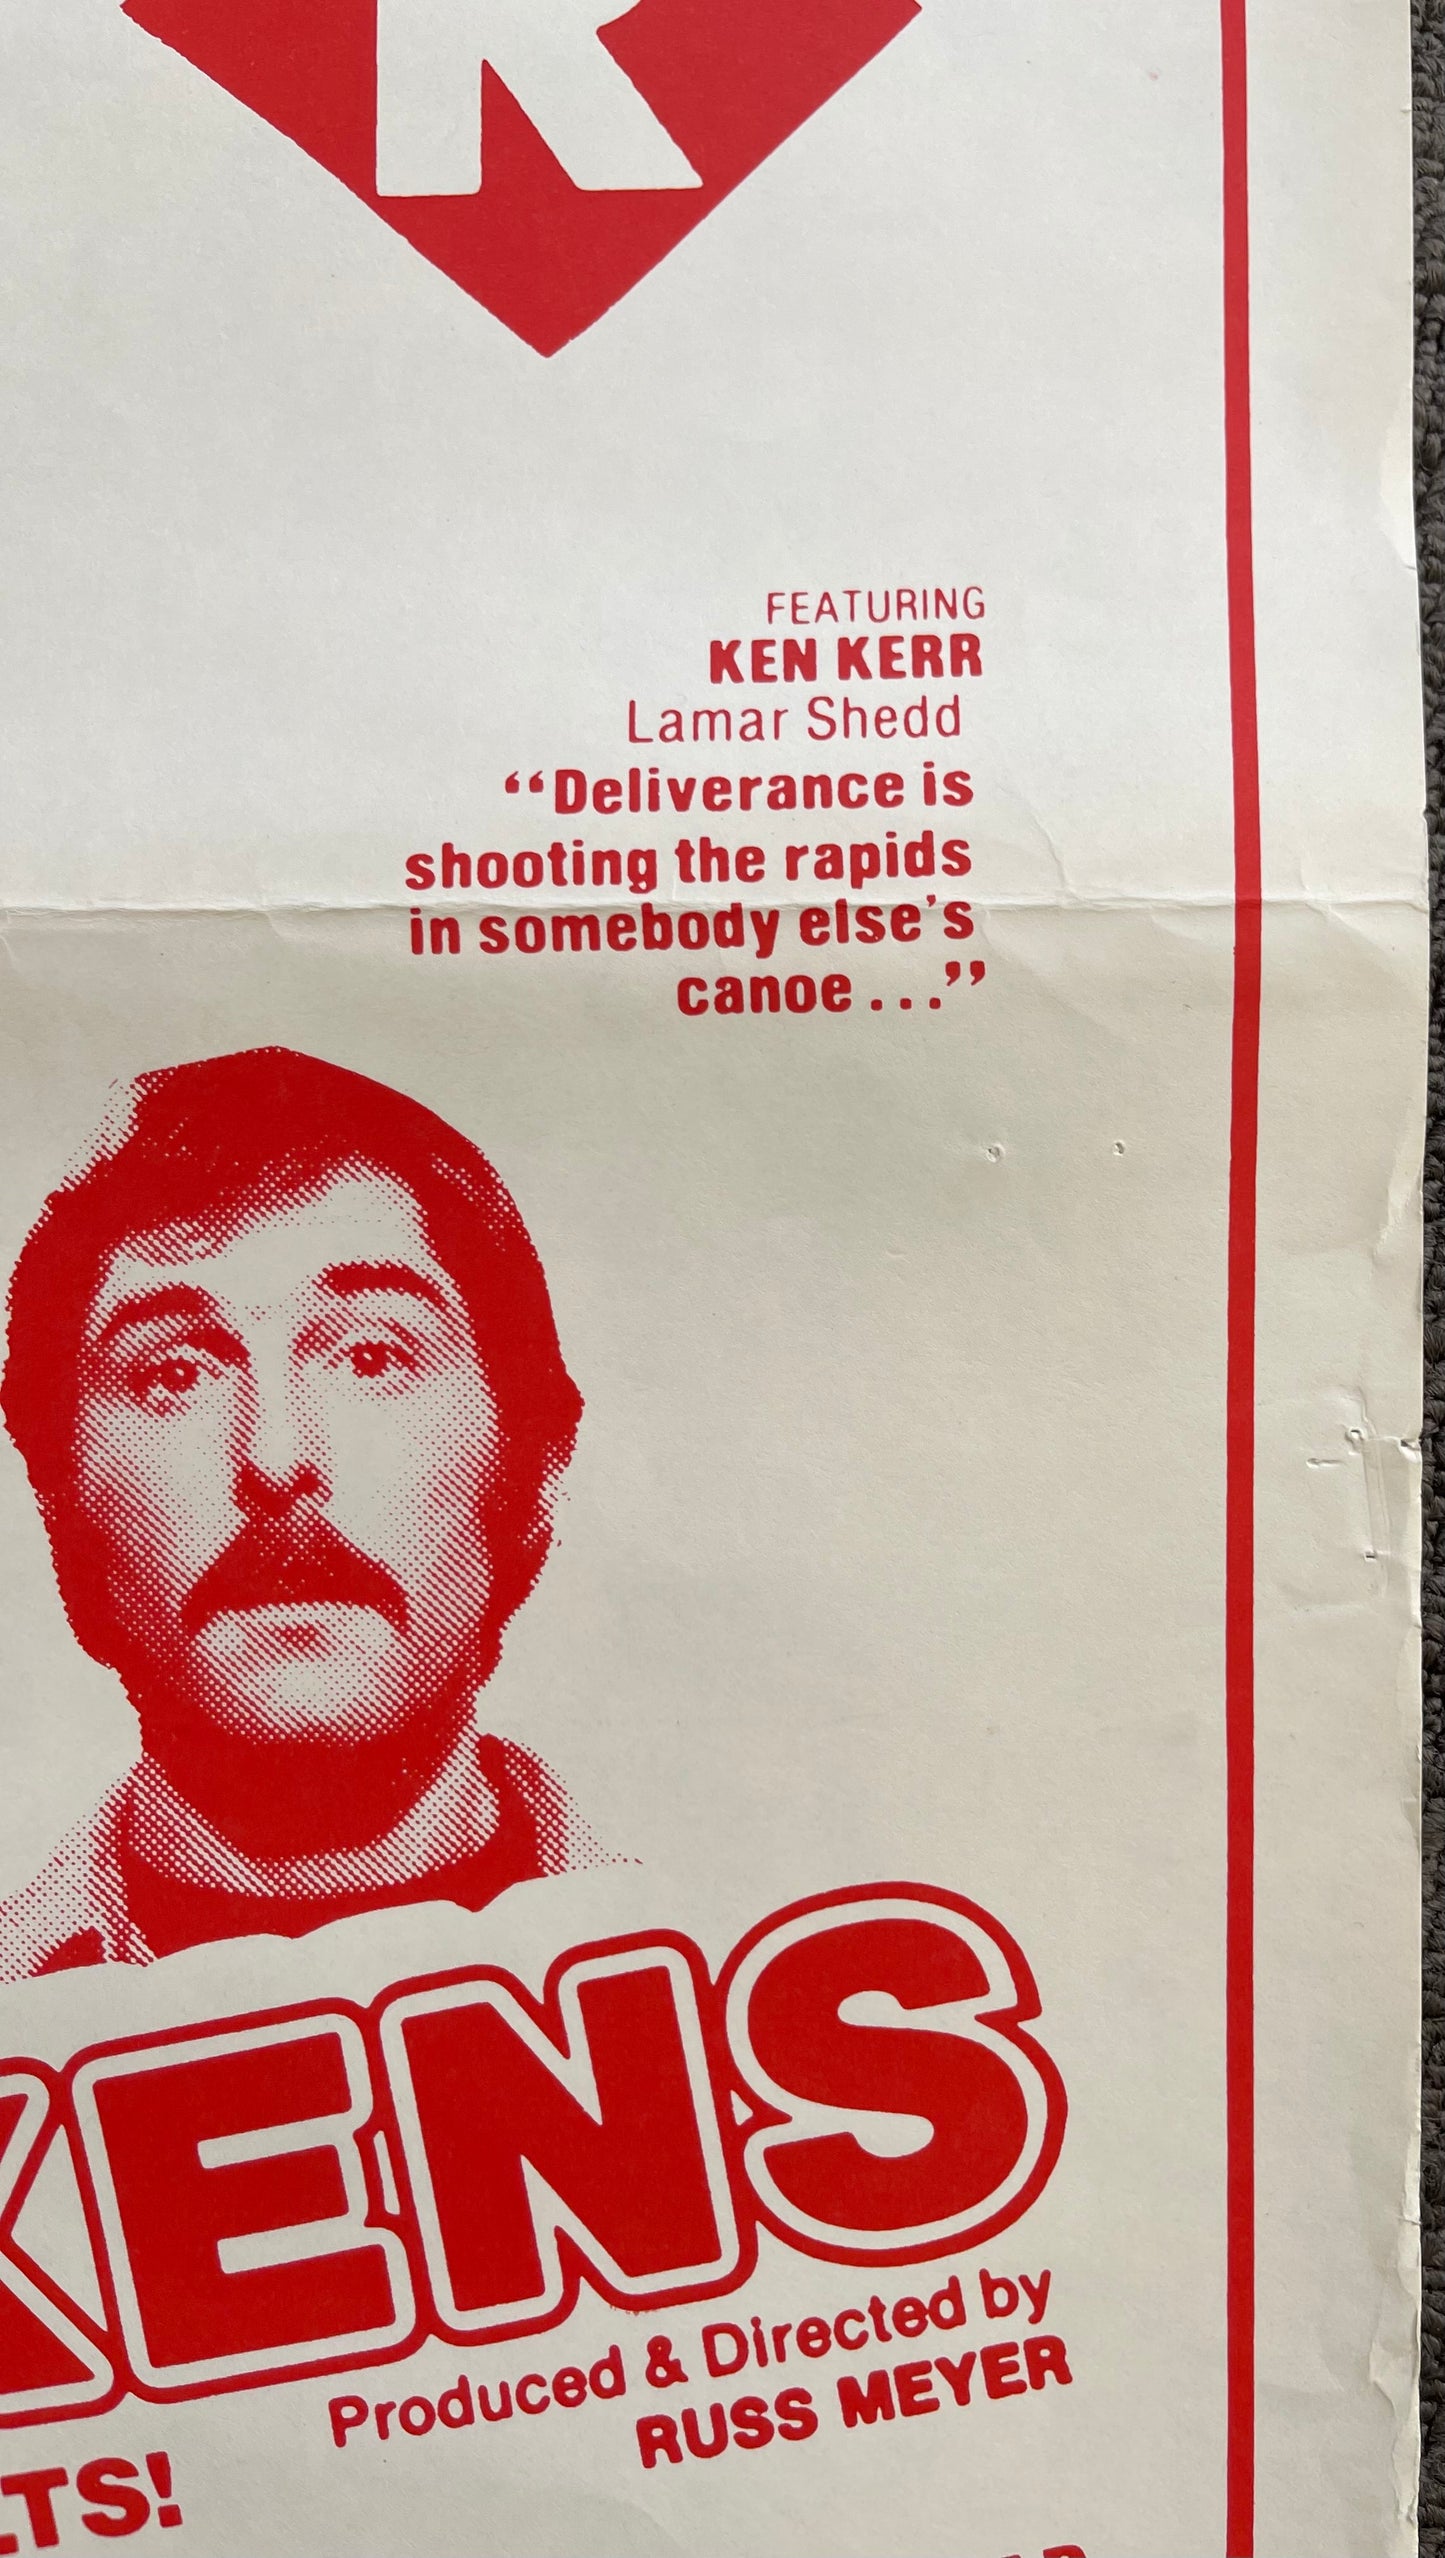 R
FEATURING
KEN KERR
Lamar Shedd
“Deliverance is
shooting the rapids
in somebody else's
canoe...”
KENS
Produced & Directed by
RUSS MEYER
LTS!